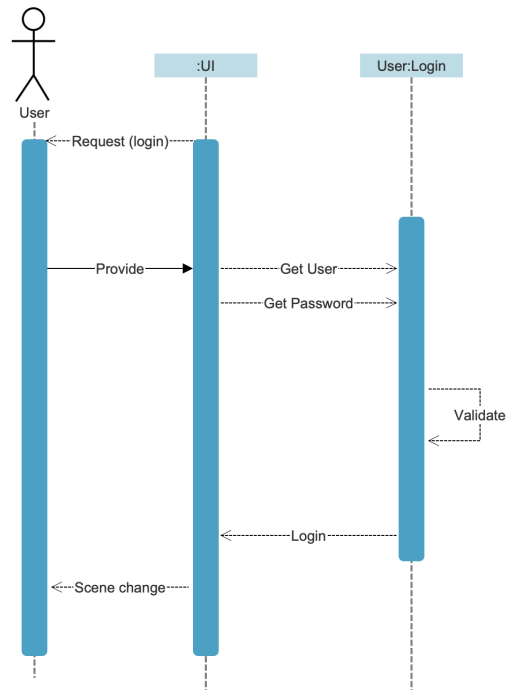 :UI
User:Login
User
Request (login)
Provide
Get User
Get Password
Validate
Login
Scene change